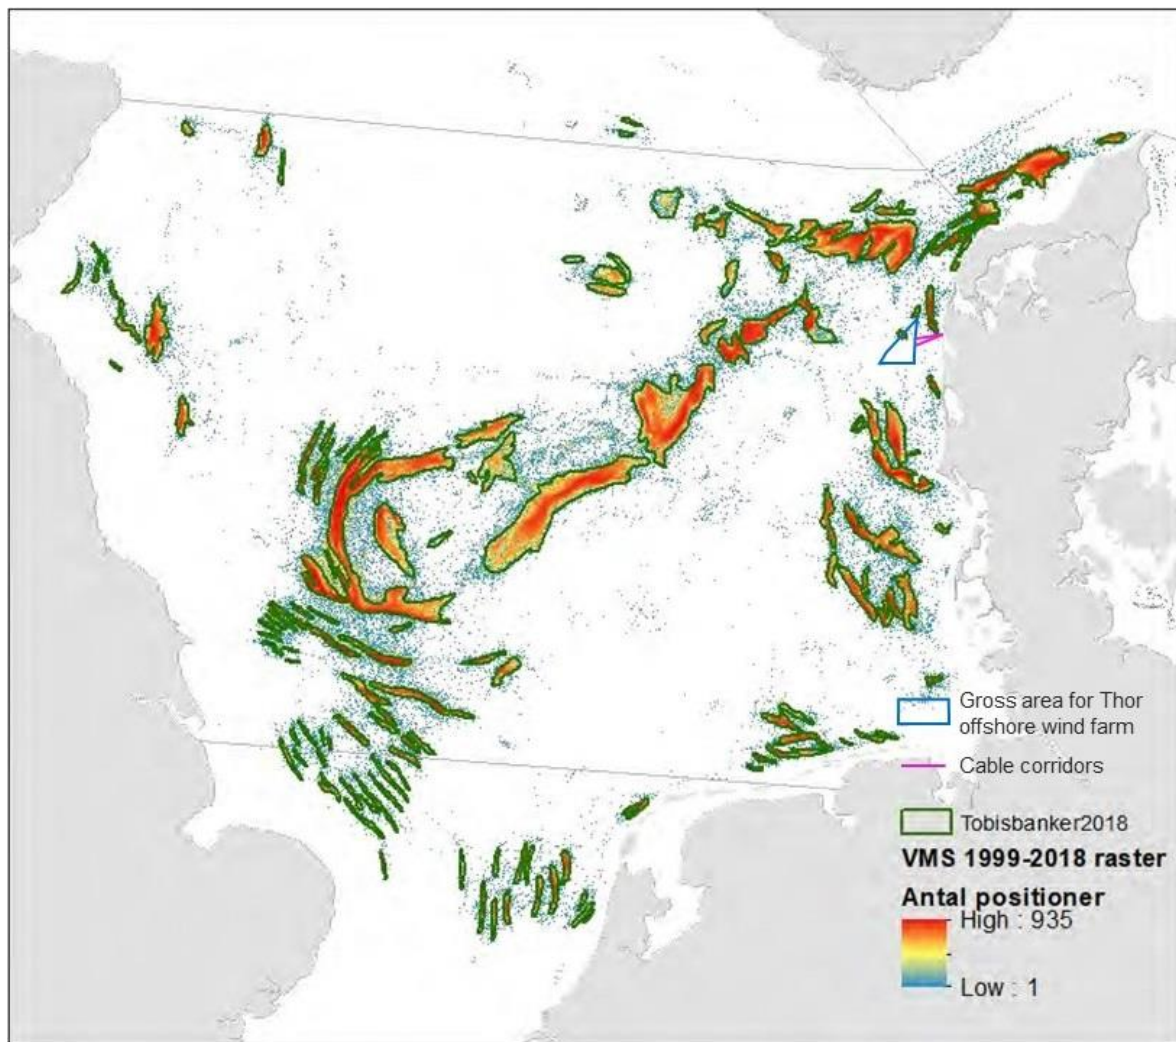 Gross area for Thor
offshore wind farm
Cable corridors
Tobisbanker2018
VMS 1999-2018 raster
Antal positioner
High : 935
Low : 1